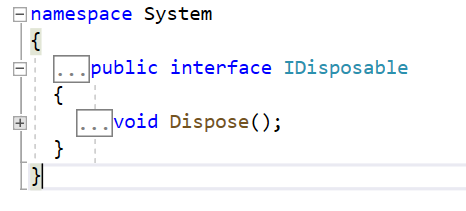 namespace System
{
...public interface IDisposable
{
...void Dispose();
}
}